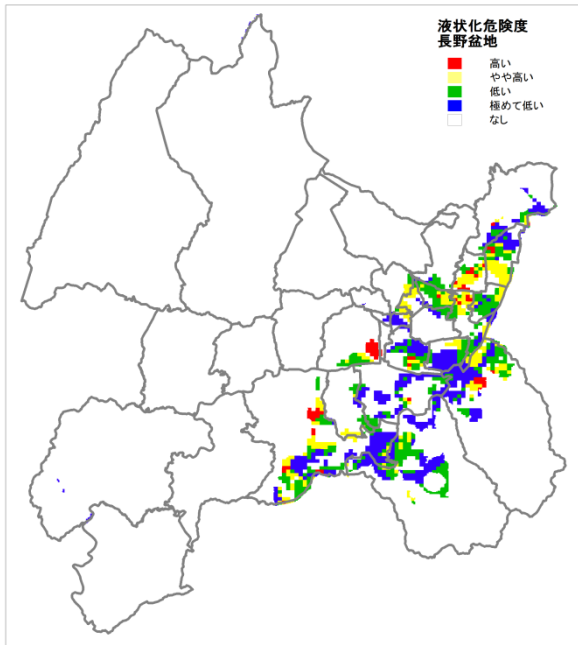 液状化危険度
長野盆地
高い
やや高い
低い
極めて低い
なし